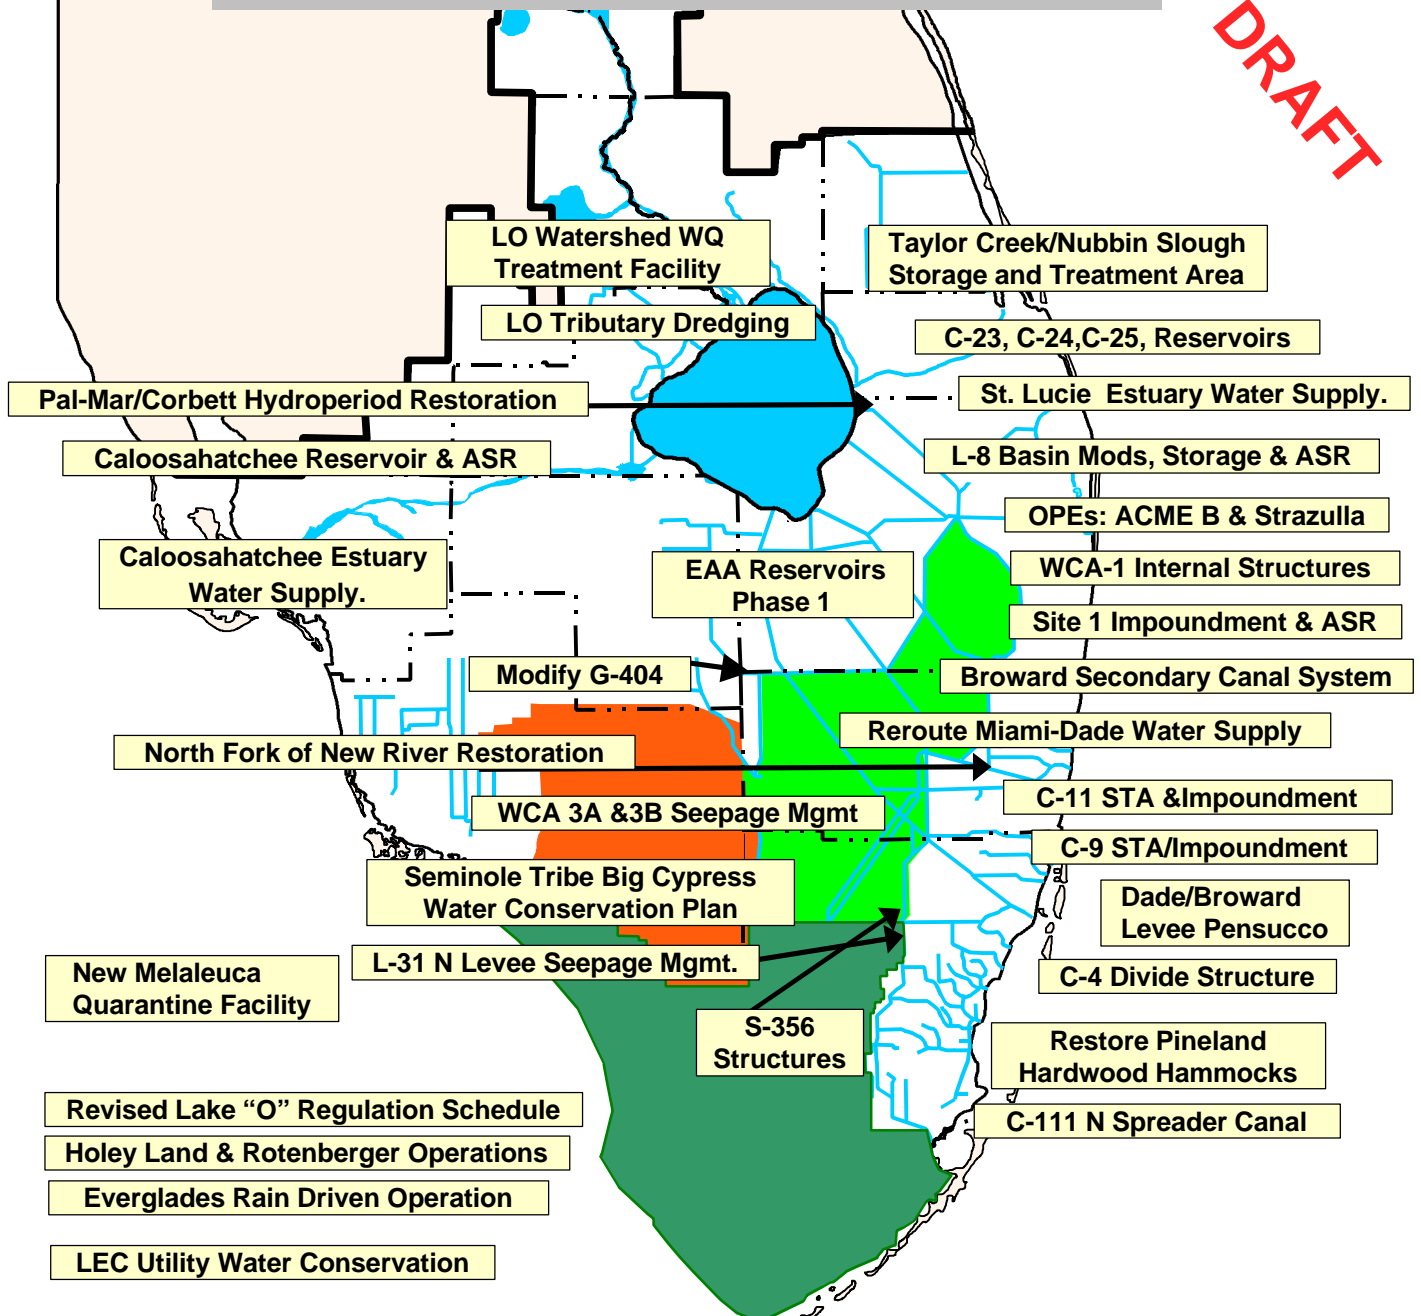 DRAFT
LO Watershed WQ
Treatment Facility
Taylor Creek/Nubbin Slough
Storage and Treatment Area
LO Tributary Dredging
C-23, C-24,C-25, Reservoirs
Pal-Mar/Corbett Hydroperiod Restoration
St. Lucie  Estuary Water Supply.
Caloosahatchee Reservoir & ASR
L-8 Basin Mods, Storage & ASR
OPEs: ACME B & Strazulla
Caloosahatchee Estuary
Water Supply.
EAA Reservoirs
Phase 1
WCA-1 Internal Structures
Site 1 Impoundment & ASR
Modify G-404
Broward Secondary Canal System
Reroute Miami-Dade Water Supply
North Fork of New River Restoration
C-11 STA &Impoundment
WCA 3A &3B Seepage Mgmt
C-9 STA/Impoundment
Seminole Tribe Big Cypress
Water Conservation Plan
Dade/Broward
Levee Pensucco
L-31 N Levee Seepage Mgmt.
New Melaleuca
Quarantine Facility
C-4 Divide Structure
S-356
Structures
Restore Pineland
Hardwood Hammocks
Revised Lake “O” Regulation Schedule
C-111 N Spreader Canal
Holey Land & Rotenberger Operations
Everglades Rain Driven Operation
LEC Utility Water Conservation